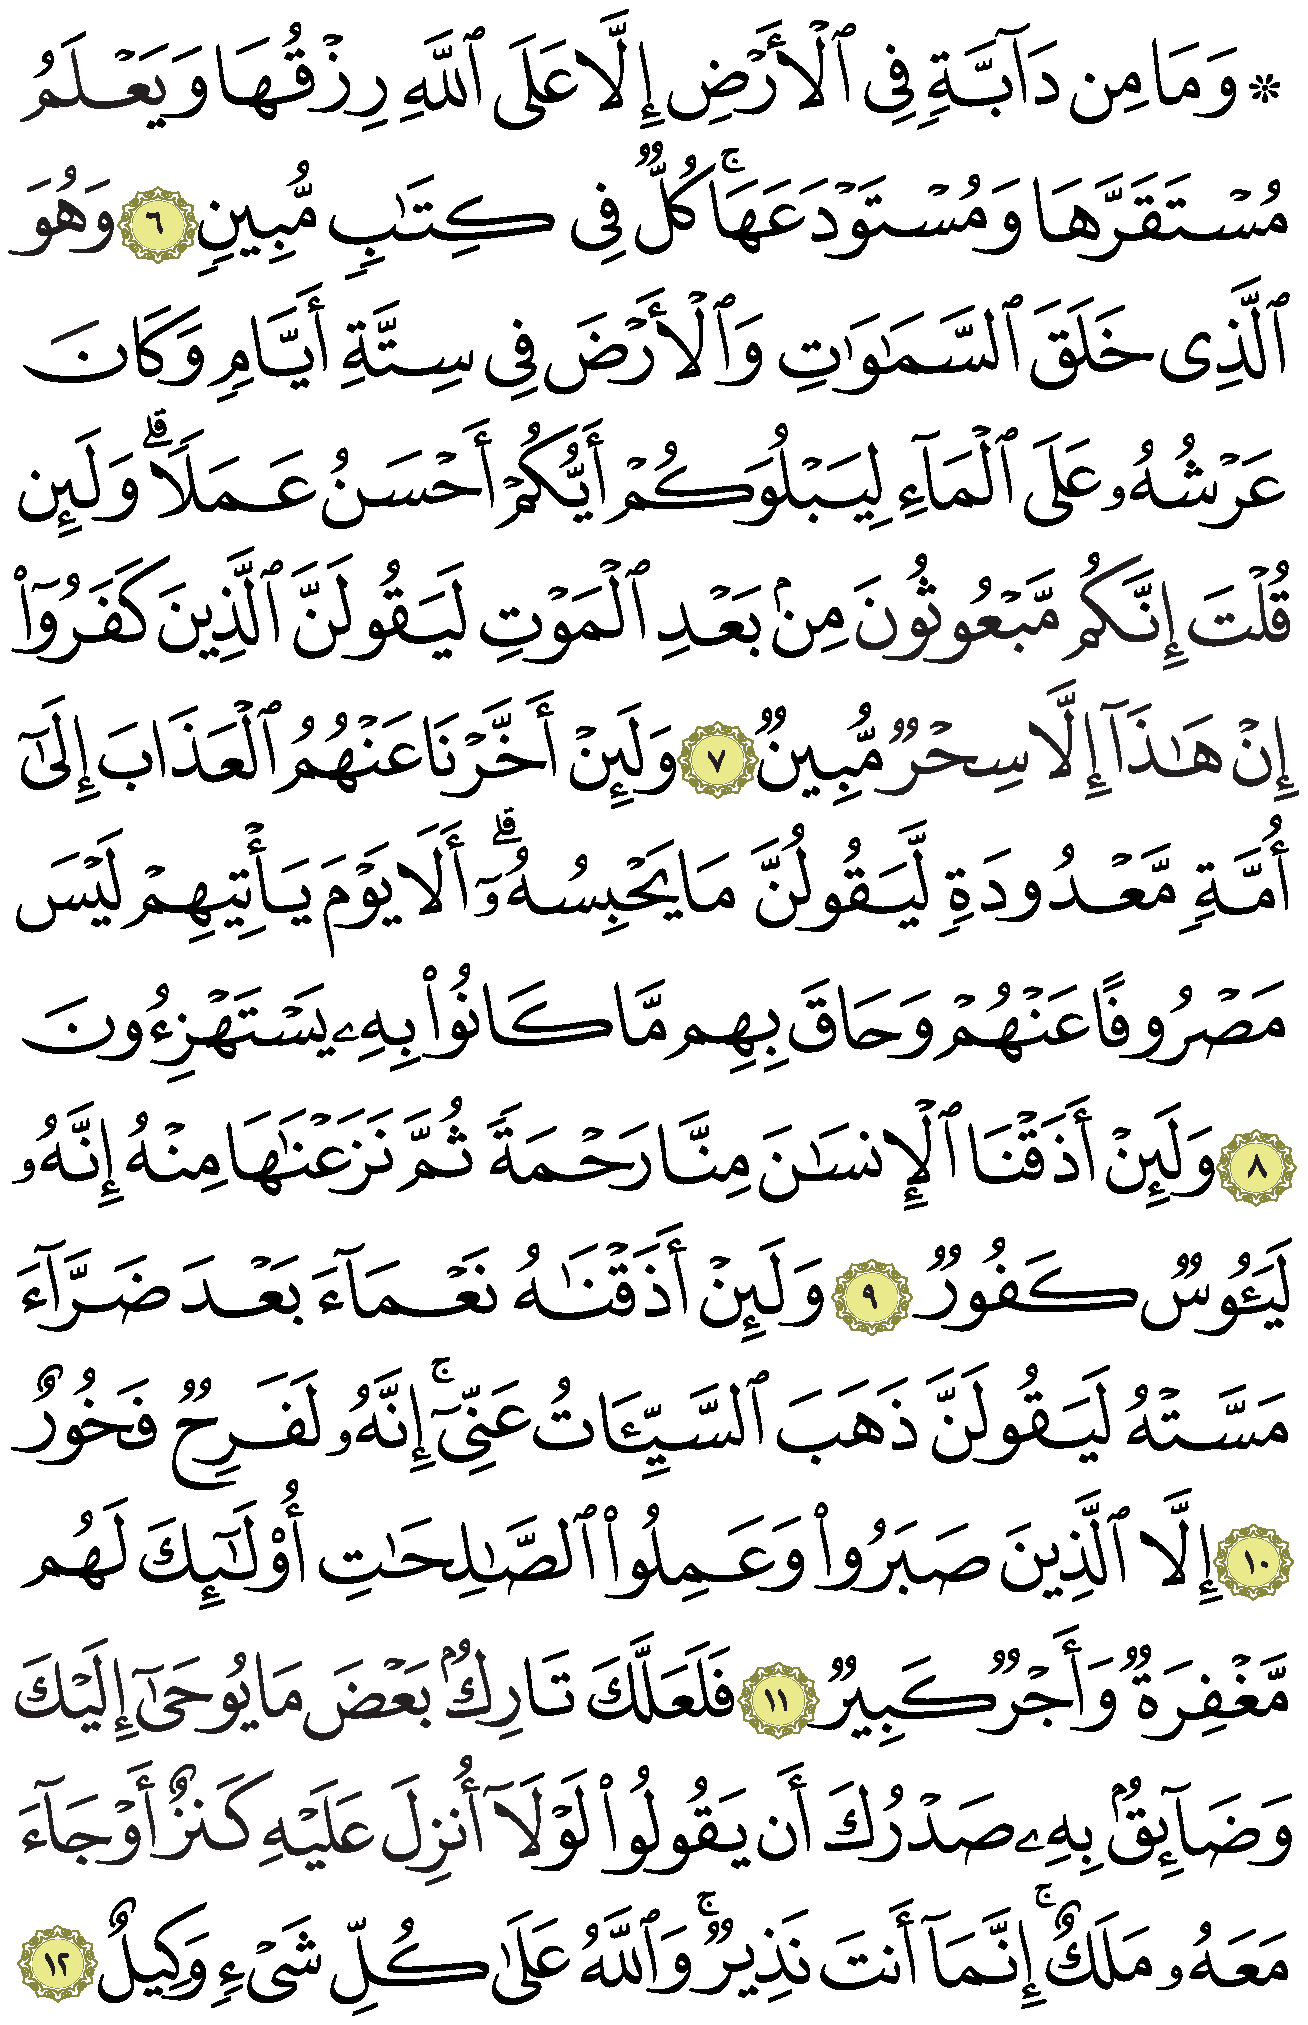 ۞ وَمَا مِن دَآبَّةٍ فِى ٱلْأَرْضِ إِلَّا عَلَى ٱللَّهِ رِزْقُهَا وَيَعْلَمُ
مُسْتَقَرَّهَا وَمُسْتَوْدَعَهَا ۚ كُلٌّ فِى كِتَٰبٍ مُّبِينٍ ٦ وَهُوَ
ٱلَّذِى خَلَقَ ٱلسَّمَٰوَٰتِ وَٱلْأَرْضَ فِى سِتَّةِ أَيَّامٍ وَكَانَ
عَرْشُهُۥ عَلَى ٱلْمَآءِ لِيَبْلُوَكُمْ أَيُّكُمْ أَحْسَنُ عَمَلًا ۗ وَلَئِن
قُلْتَ إِنَّكُم مَّبْعُوثُونَ مِنۢ بَعْدِ ٱلْمَوْتِ لَيَقُولَنَّ ٱلَّذِينَ كَفَرُوٓا۟
إِنْ هَٰذَآ إِلَّا سِحْرٌ مُّبِينٌ ٧ وَلَئِنْ أَخَّرْنَا عَنْهُمُ ٱلْعَذَابَ إِلَىٰٓ
أُمَّةٍ مَّعْدُودَةٍ لَّيَقُولُنَّ مَا يَحْبِسُهُۥٓ ۗ أَلَا يَوْمَ يَأْتِيهِمْ لَيْسَ
مَصْرُوفًا عَنْهُمْ وَحَاقَ بِهِم مَّا كَانُوا۟ بِهِۦ يَسْتَهْزِءُونَ
٨ وَلَئِنْ أَذَقْنَا ٱلْإِنسَٰنَ مِنَّا رَحْمَةً ثُمَّ نَزَعْنَٰهَا مِنْهُ إِنَّهُۥ
لَيَـُٔوسٌ كَفُورٌ ٩ وَلَئِنْ أَذَقْنَٰهُ نَعْمَآءَ بَعْدَ ضَرَّآءَ
مَسَّتْهُ لَيَقُولَنَّ ذَهَبَ ٱلسَّيِّـَٔاتُ عَنِّىٓ ۚ إِنَّهُۥ لَفَرِحٌ فَخُورٌ
١٠ إِلَّا ٱلَّذِينَ صَبَرُوا۟ وَعَمِلُوا۟ ٱلصَّٰلِحَٰتِ أُو۟لَٰٓئِكَ لَهُم
مَّغْفِرَةٌ وَأَجْرٌ كَبِيرٌ ١١ فَلَعَلَّكَ تَارِكٌۢ بَعْضَ مَا يُوحَىٰٓ إِلَيْكَ
وَضَآئِقٌۢ بِهِۦ صَدْرُكَ أَن يَقُولُوا۟ لَوْلَآ أُنزِلَ عَلَيْهِ كَنزٌ أَوْ جَآءَ
مَعَهُۥ مَلَكٌ ۚ إِنَّمَآ أَنتَ نَذِيرٌ ۚ وَٱللَّهُ عَلَىٰ كُلِّ شَىْءٍ وَكِيلٌ ١٢